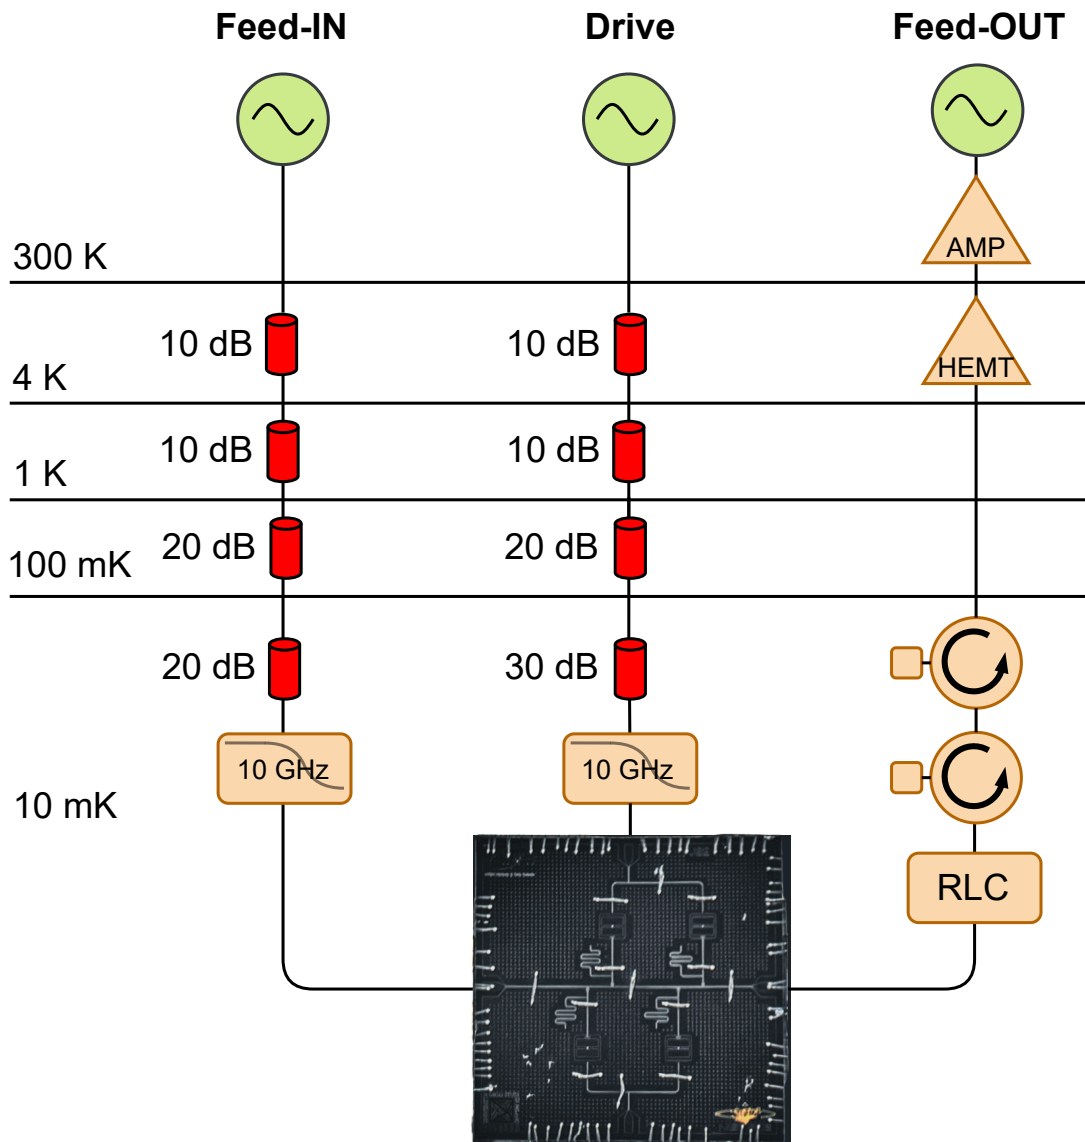 Feed-IN Drive Feed-OUT
AMP
300 K
10 dB 10 dB HEMT
4 K
10 dB 10 dB
1 K
20 dB 20 dB
100 mK
20 dB 30 dB
10 GHz 10 GHz
10 mK
RLC